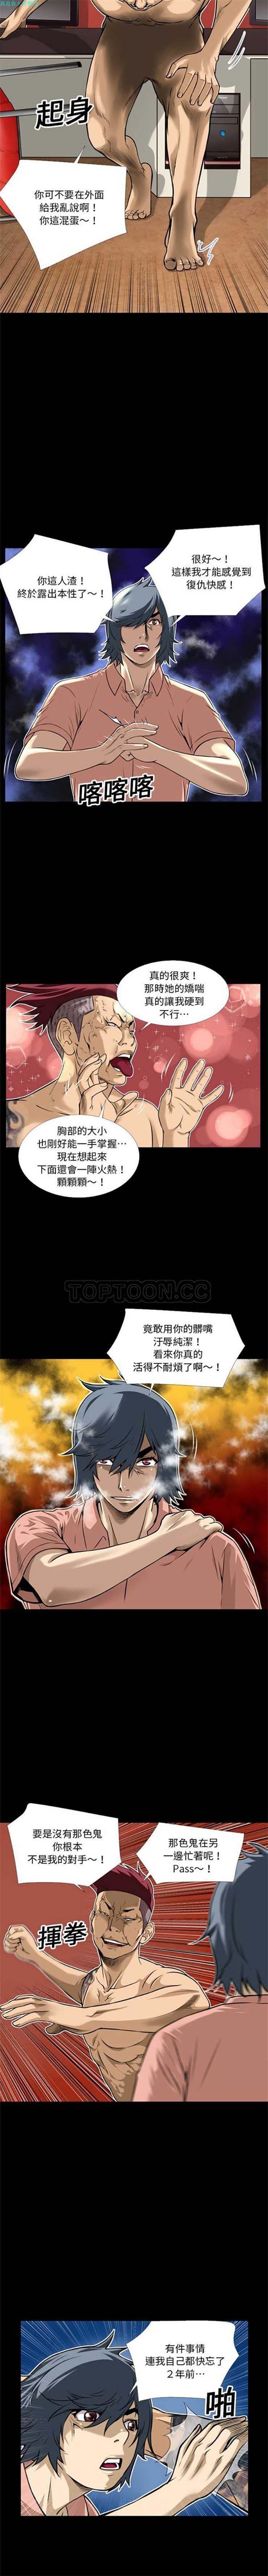 起身
你可不要在外面
給我亂說啊！
你這混蛋～！
很好～！
這樣我才能感覺到
復仇快感！
你這人渣！
終於露出本性了～！
喀喀喀
真的很爽！
那時她的嬌喘
真的讓我硬到
不行…
胸部的大小
也剛好能一手掌握…
現在想起來
下面還會一陣火熱！
顆顆顆～！
TOPTOON.CC
竟敢用你的髒嘴
汙辱純潔！
看來你真的
活得不耐煩了啊～！
要是沒有那色鬼
你根本
不是我的對手～！
那色鬼在另
一邊忙著呢！
Pass～！
揮拳
有件事情
連我自己都快忘了
２年前…
啪